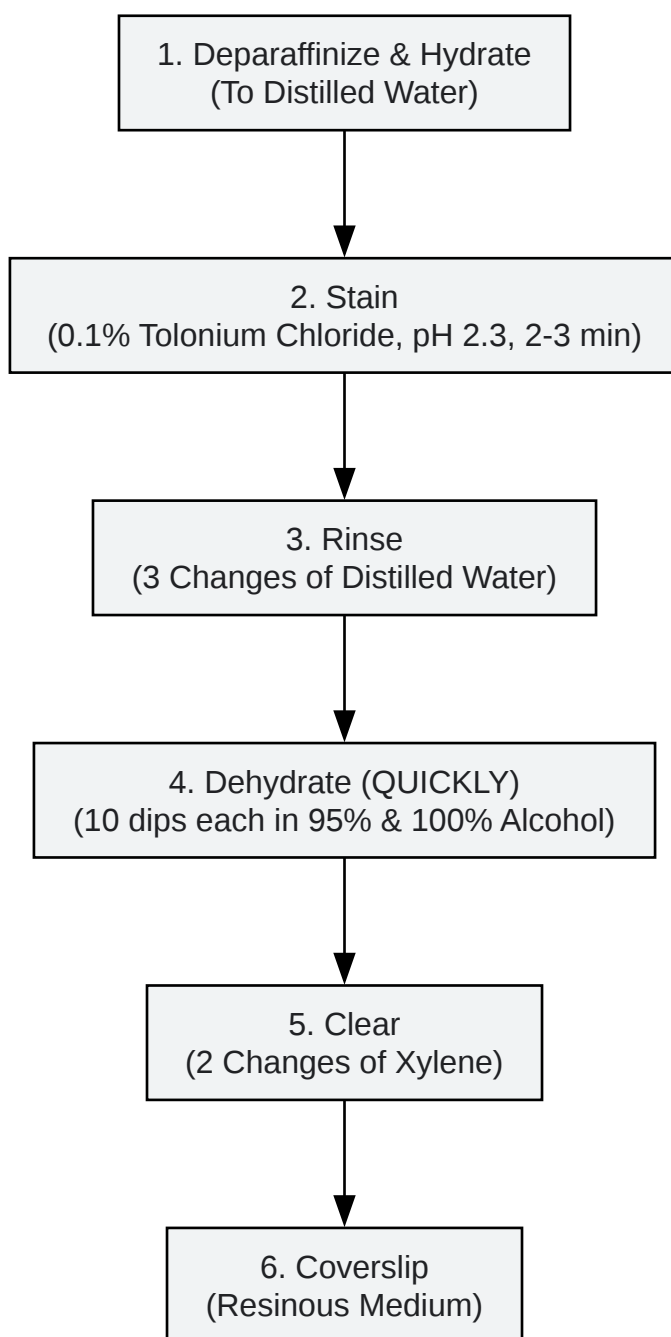 1. Deparaffinize & Hydrate
(To Distilled Water)
2. Stain
(0.1% Tolonium Chloride, pH 2.3, 2-3 min)
3. Rinse
(3 Changes of Distilled Water)
4. Dehydrate (QUICKLY)
(10 dips each in 95% & 100% Alcohol)
5. Clear
(2 Changes of Xylene)
6. Coverslip
(Resinous Medium)